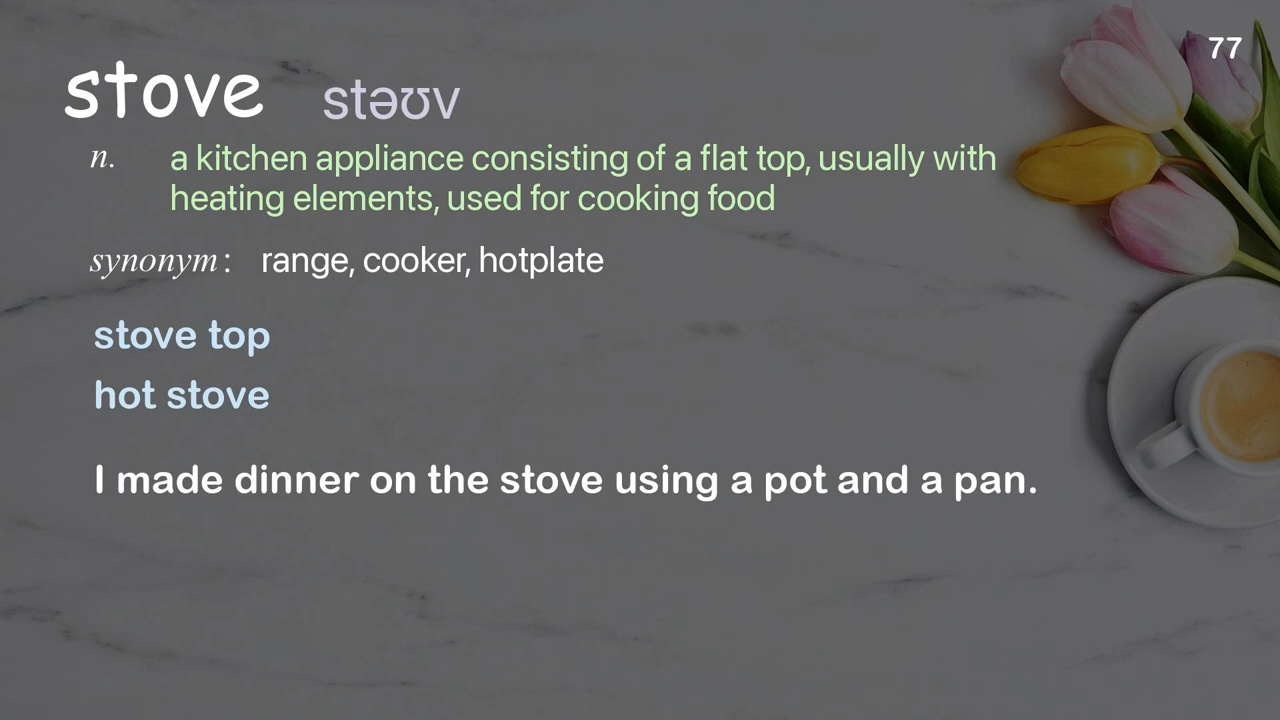 77
stove stəʊv
n. a kitchen appliance consisting of a flat top, usually with
heating elements, used for cooking food
synonym: range, cooker, hotplate
stove top
hot stove
I made dinner on the stove using a pot and a pan.